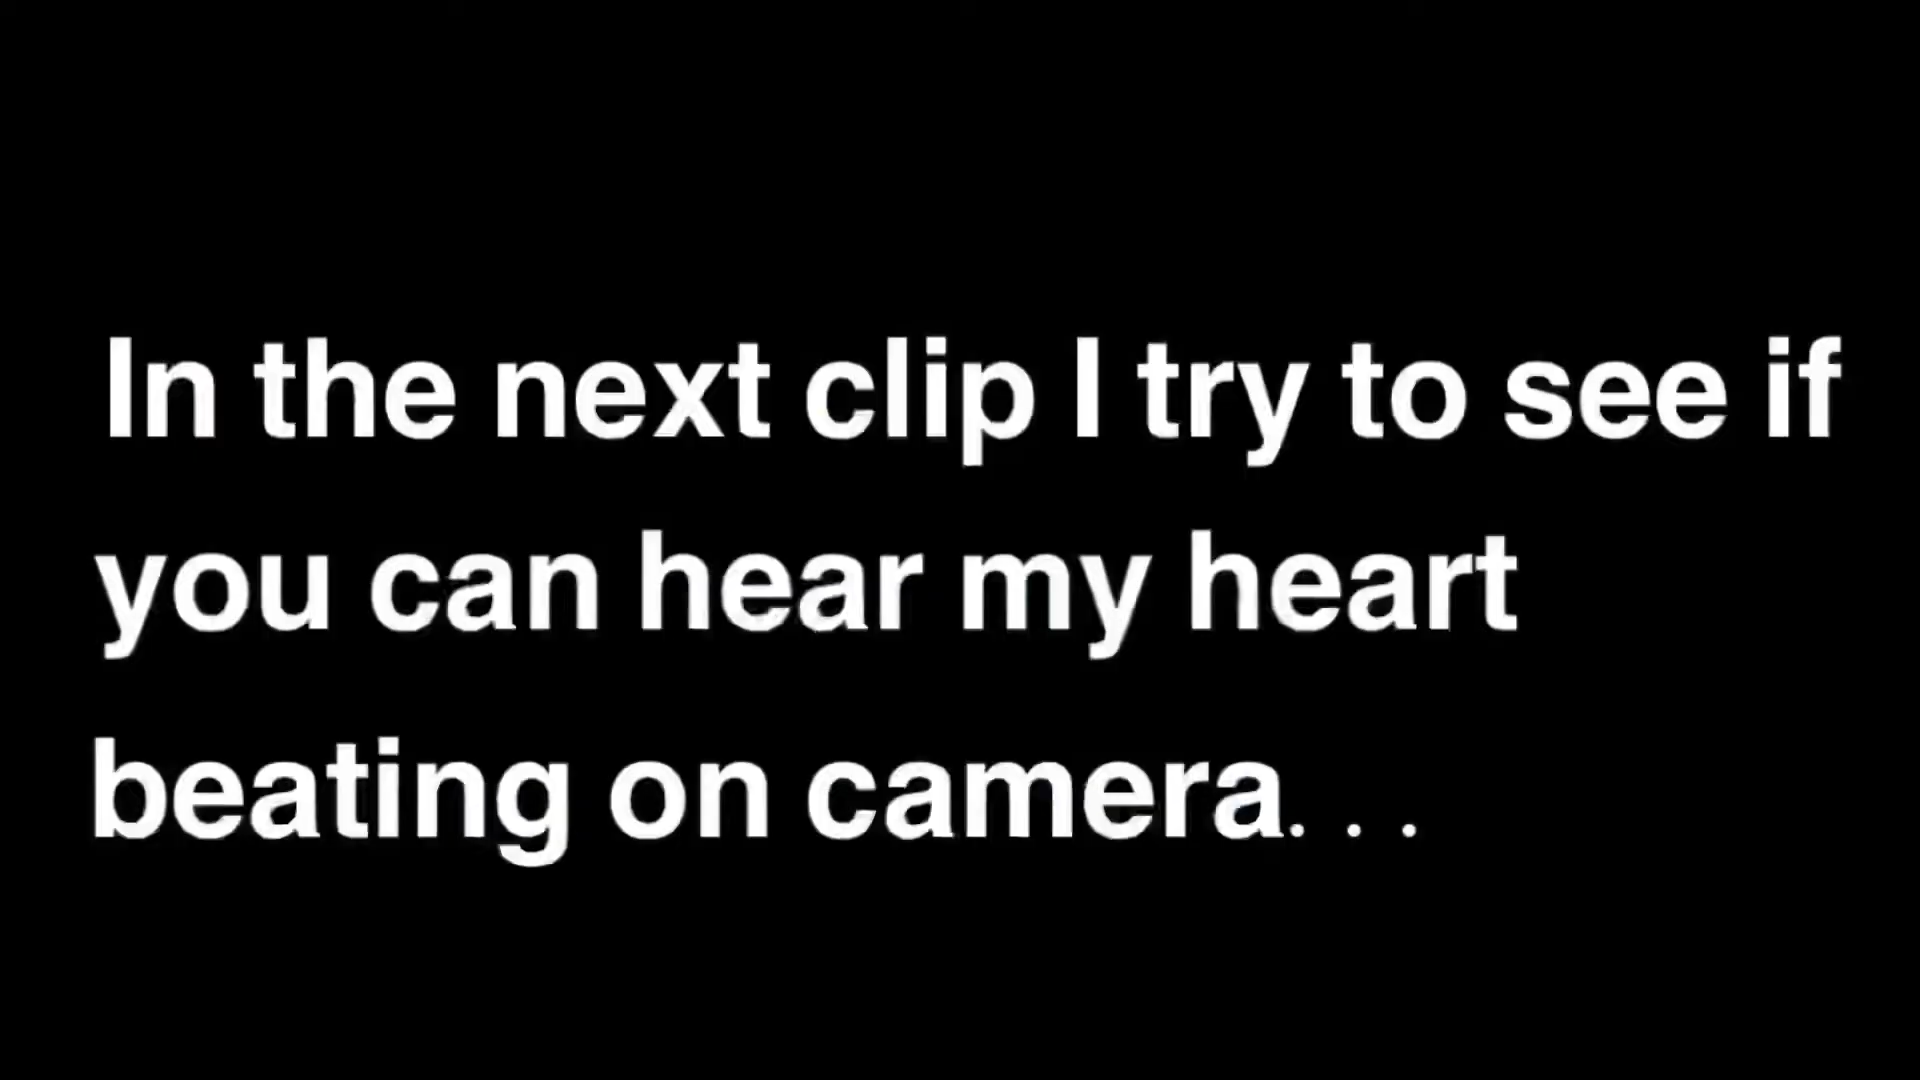 In the next clip I try to see if
you can hear my heart
beating on camera. . .